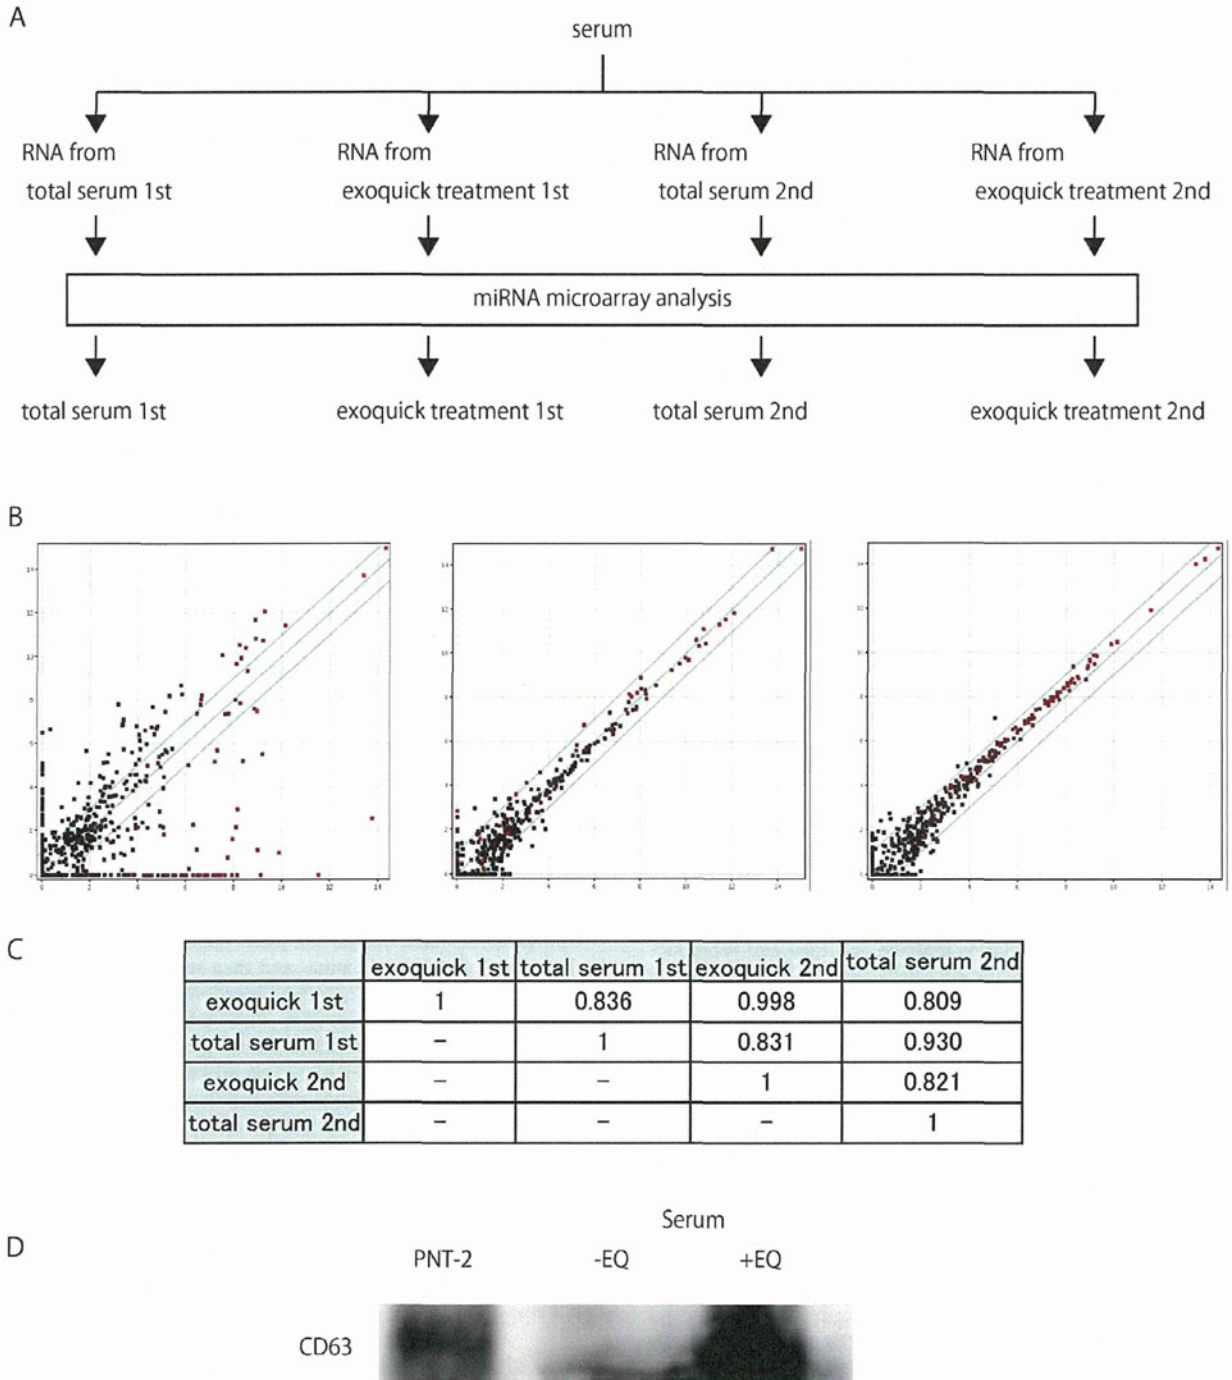 A
serum
RNA from RNA from RNA from RNA from
total serum 1st exoquick treatment 1st total serum 2nd exoquick treatment 2nd
miRNA microarray analysis
total serum 1st exoquick treatment 1st total serum 2nd exoquick treatment 2nd
B
C
exoquick 1st total serum 1st exoquick 2nd total serum 2nd
exoquick 1st 1 0.836 0.998 0.809
total serum 1st - 1 0.831 0.930
exoquick 2nd - - 1 0.821
total serum 2nd - - - 1
Serum
D
PNT-2 -EQ +EQ
CD63